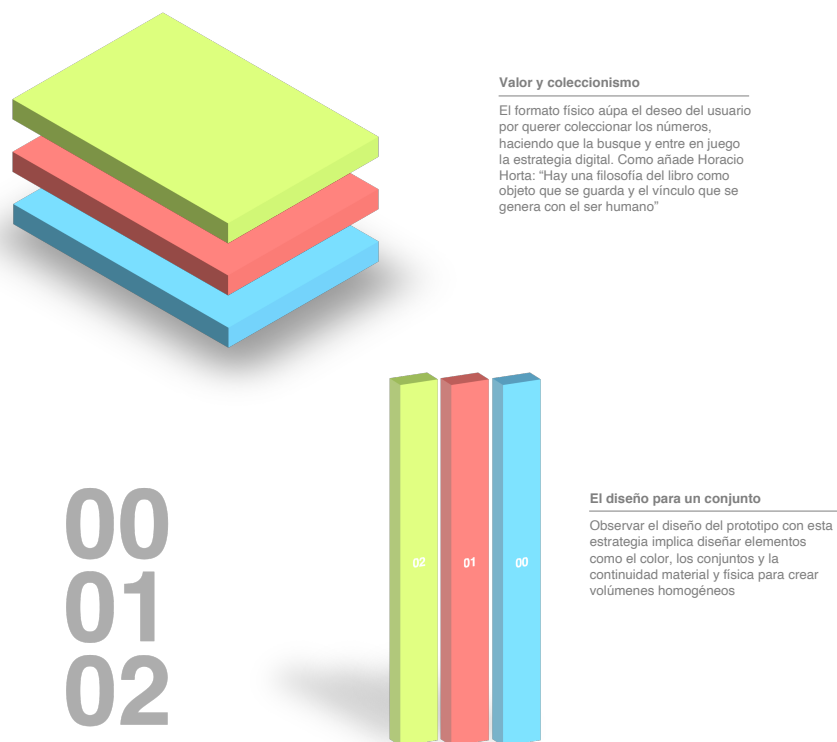 Valor y coleccionismo
El formato físico aúpa el deseo del usuario
por querer coleccionar los números,
haciendo que la busque y entre en juego
la estrategia digital. Como añade Horacio
Horta: “Hay una filosofía del libro como
objeto que se guarda y el vínculo que se
genera con el ser humano”
00
01
02
02 01 00
El diseño para un conjunto
Observar el diseño del prototipo con esta
estrategia implica diseñar elementos
como el color, los conjuntos y la
continuidad material y física para crear
volúmenes homogéneos